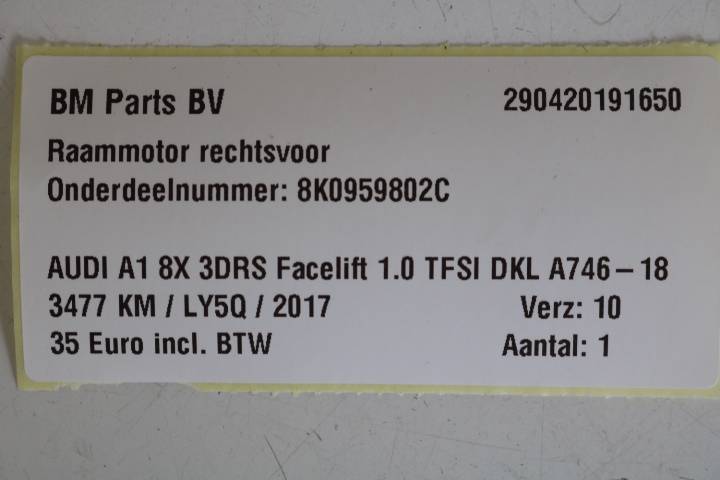 BM Parts BV 290420191650
Raammotor rechtsvoor
Onderdeelnummer: 8K0959802C
AUDI A1 8X 3DRS Facelift 1.0 TFSI DKL A746-18
3477 KM / LY5Q / 2017 Verz: 10
35 Euro incl. BTW Aantal: 1